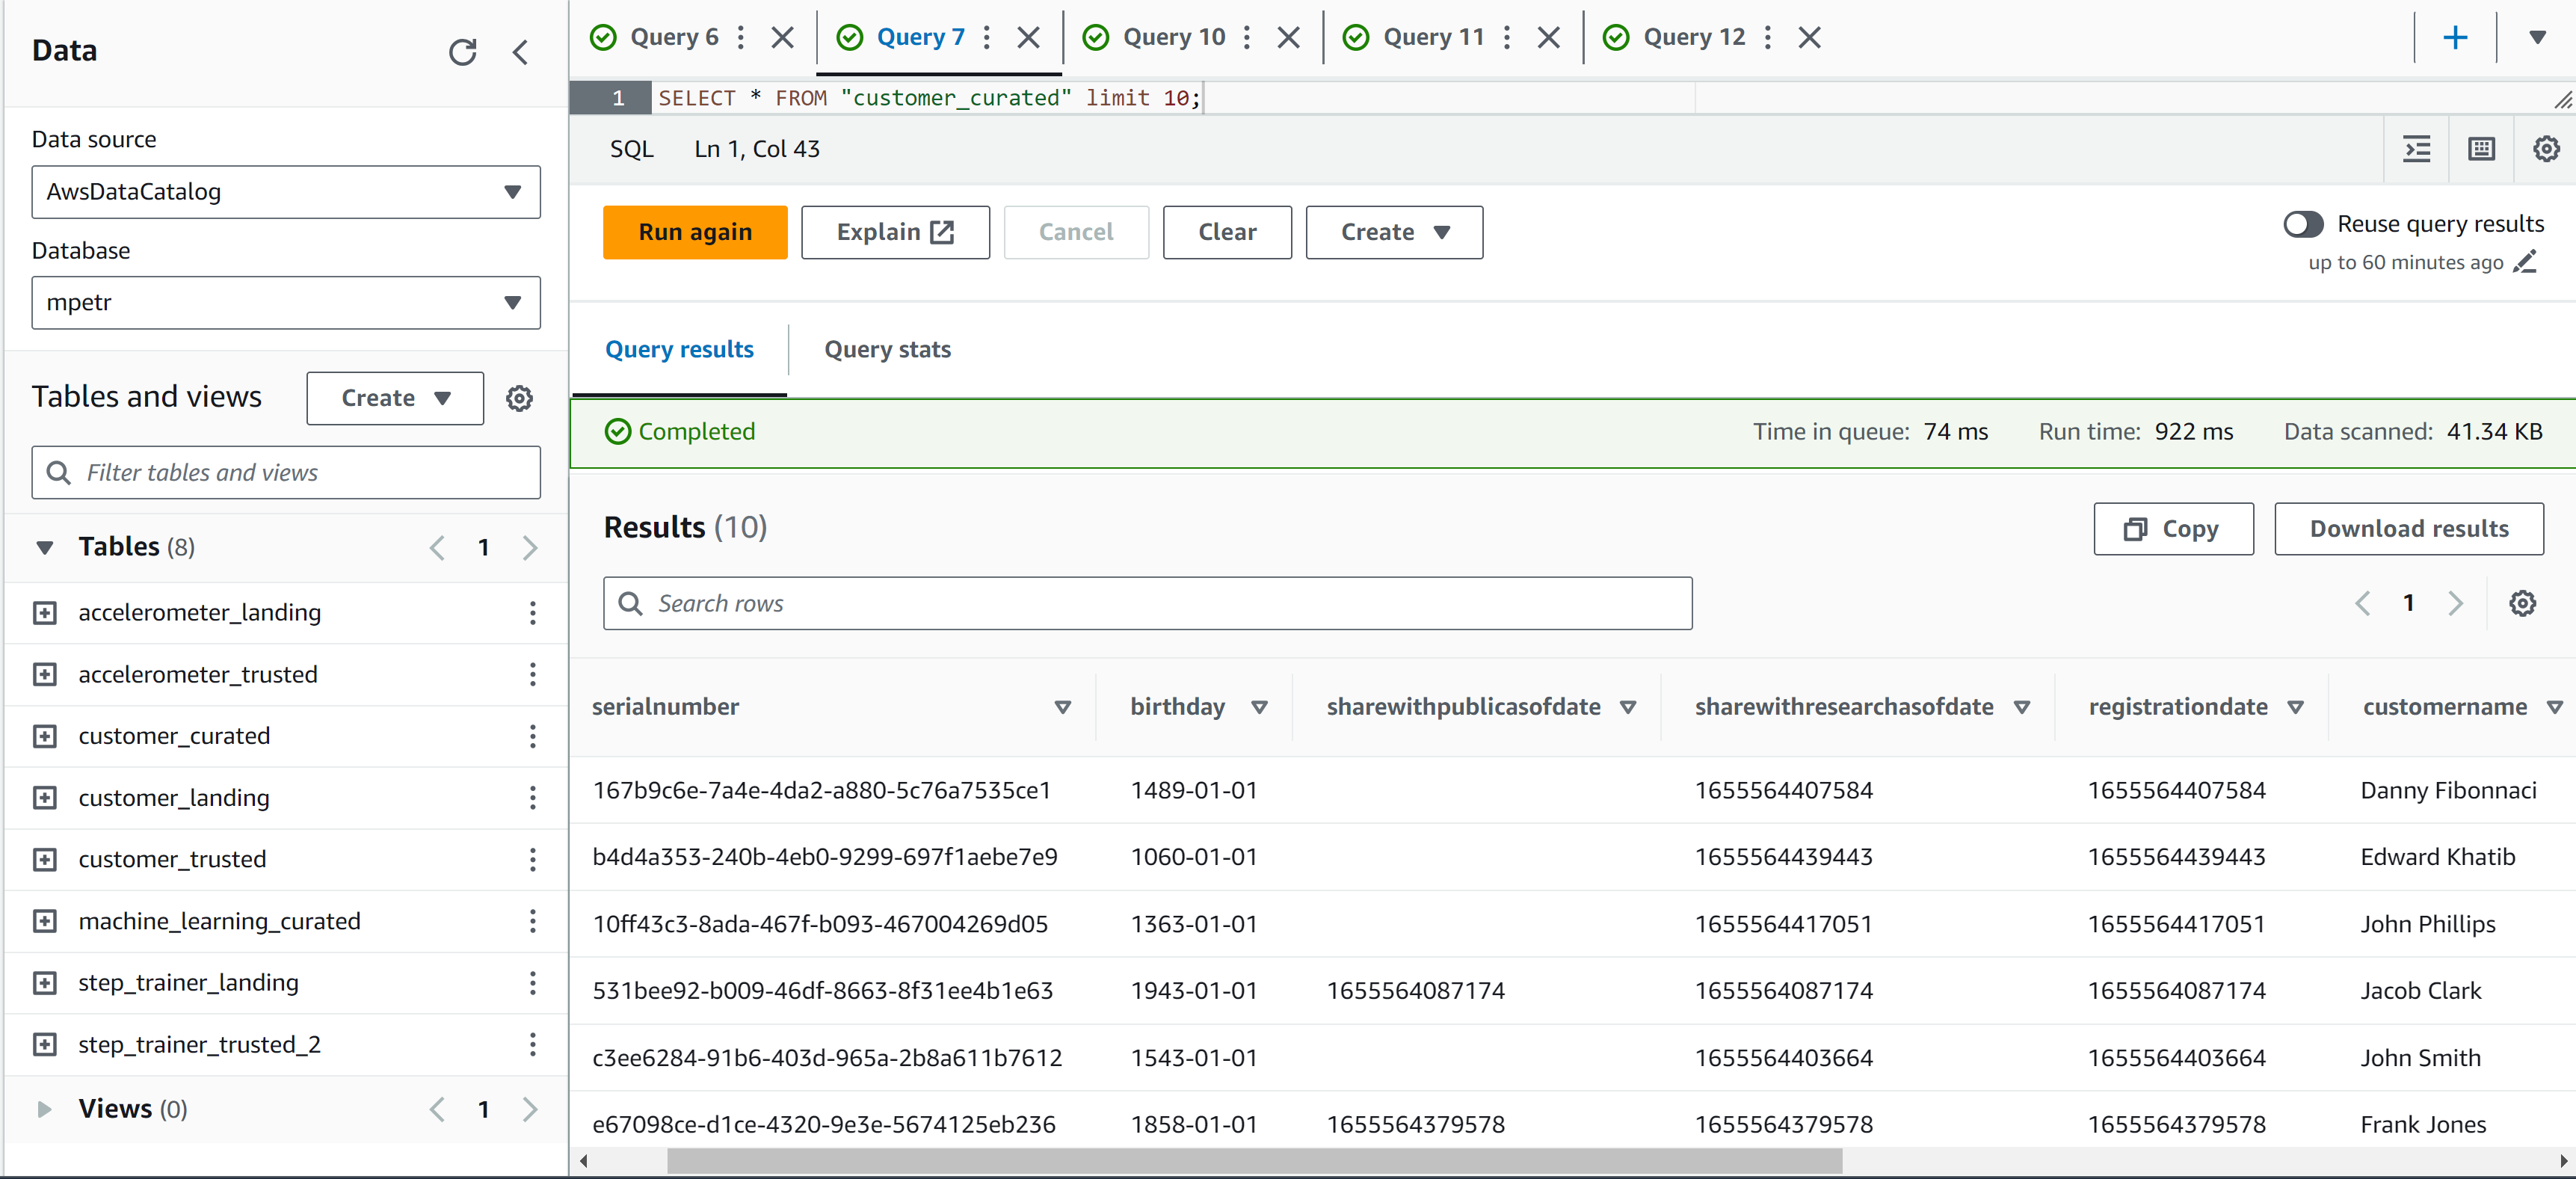 Data
Data source
AwsDataCatalog
Database
mpetr
Tables and views
Create
Filter tables and views
Tables (8)
1
accelerometer_landing
accelerometer_trusted
customer_curated
customer_landing
customer_trusted
machine_learning_curated
step_trainer_landing
step_trainer_trusted_2
Views (0)
1
Query 6 Query 7 Query 10 Query 11 Query 12
1 SELECT * FROM "customer_curated" limit 10;
SQL Ln 1, Col 43
Run again Explain Cancel Clear Create
Reuse query results
up to 60 minutes ago
Query results Query stats
Completed Time in queue: 74 ms Run time: 922 ms Data scanned: 41.34 KB
Results (10) Copy Download results
Search rows 1
serialnumber birthday sharewithpublicasofdate sharewithresearchasofdate registrationdate customername
167b9c6e-7a4e-4da2-a880-5c76a7535ce1 1489-01-01 1655564407584 1655564407584 Danny Fibonnaci
b4d4a353-240b-4eb0-9299-697f1aebe7e9 1060-01-01 1655564439443 1655564439443 Edward Khatib
10ff43c3-8ada-467f-b093-467004269d05 1363-01-01 1655564417051 1655564417051 John Phillips
531bee92-b009-46df-8663-8f31ee4b1e63 1943-01-01 1655564087174 1655564087174 1655564087174 Jacob Clark
c3ee6284-91b6-403d-965a-2b8a611b7612 1543-01-01 1655564403664 1655564403664 John Smith
e67098ce-d1ce-4320-9e3e-5674125eb236 1858-01-01 1655564379578 1655564379578 1655564379578 Frank Jones